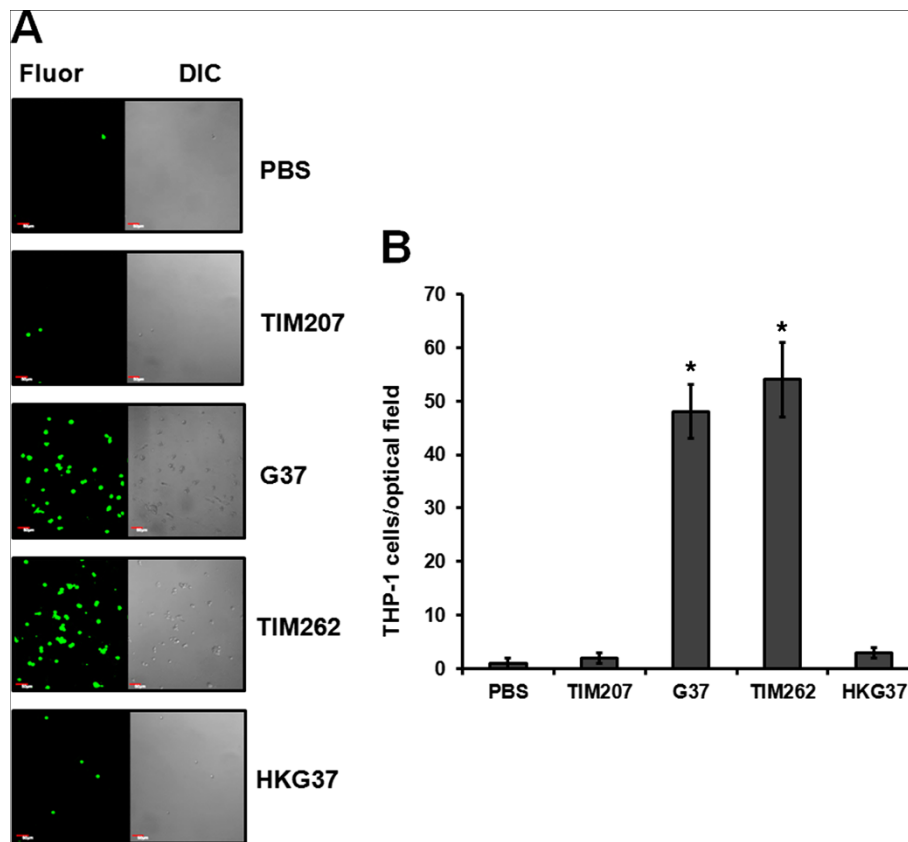 A
Fluor DIC
PBS
TIM207
G37
TIM262
HKG37
B
THP-1 cells/optical field
70
60
50
40
30
20
10
0
PBS TIM207 G37 TIM262 HKG37
* *